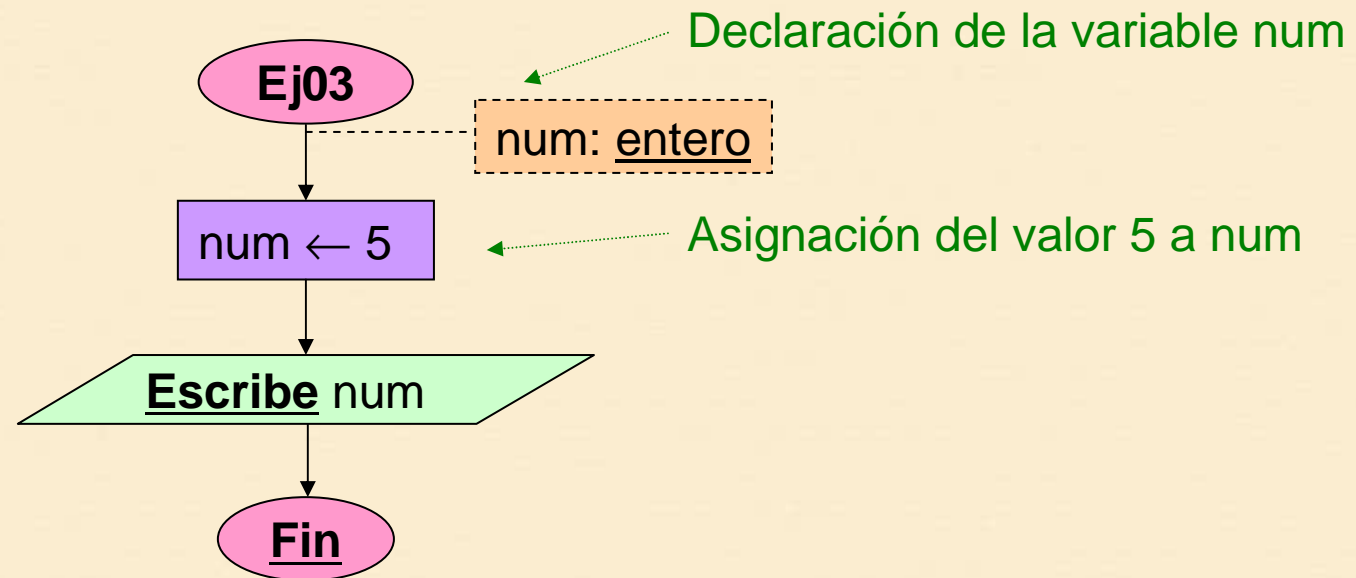 Declaración de la variable num
Ej03
num: entero
num ← 5
Asignación del valor 5 a num
Escribe num
Fin